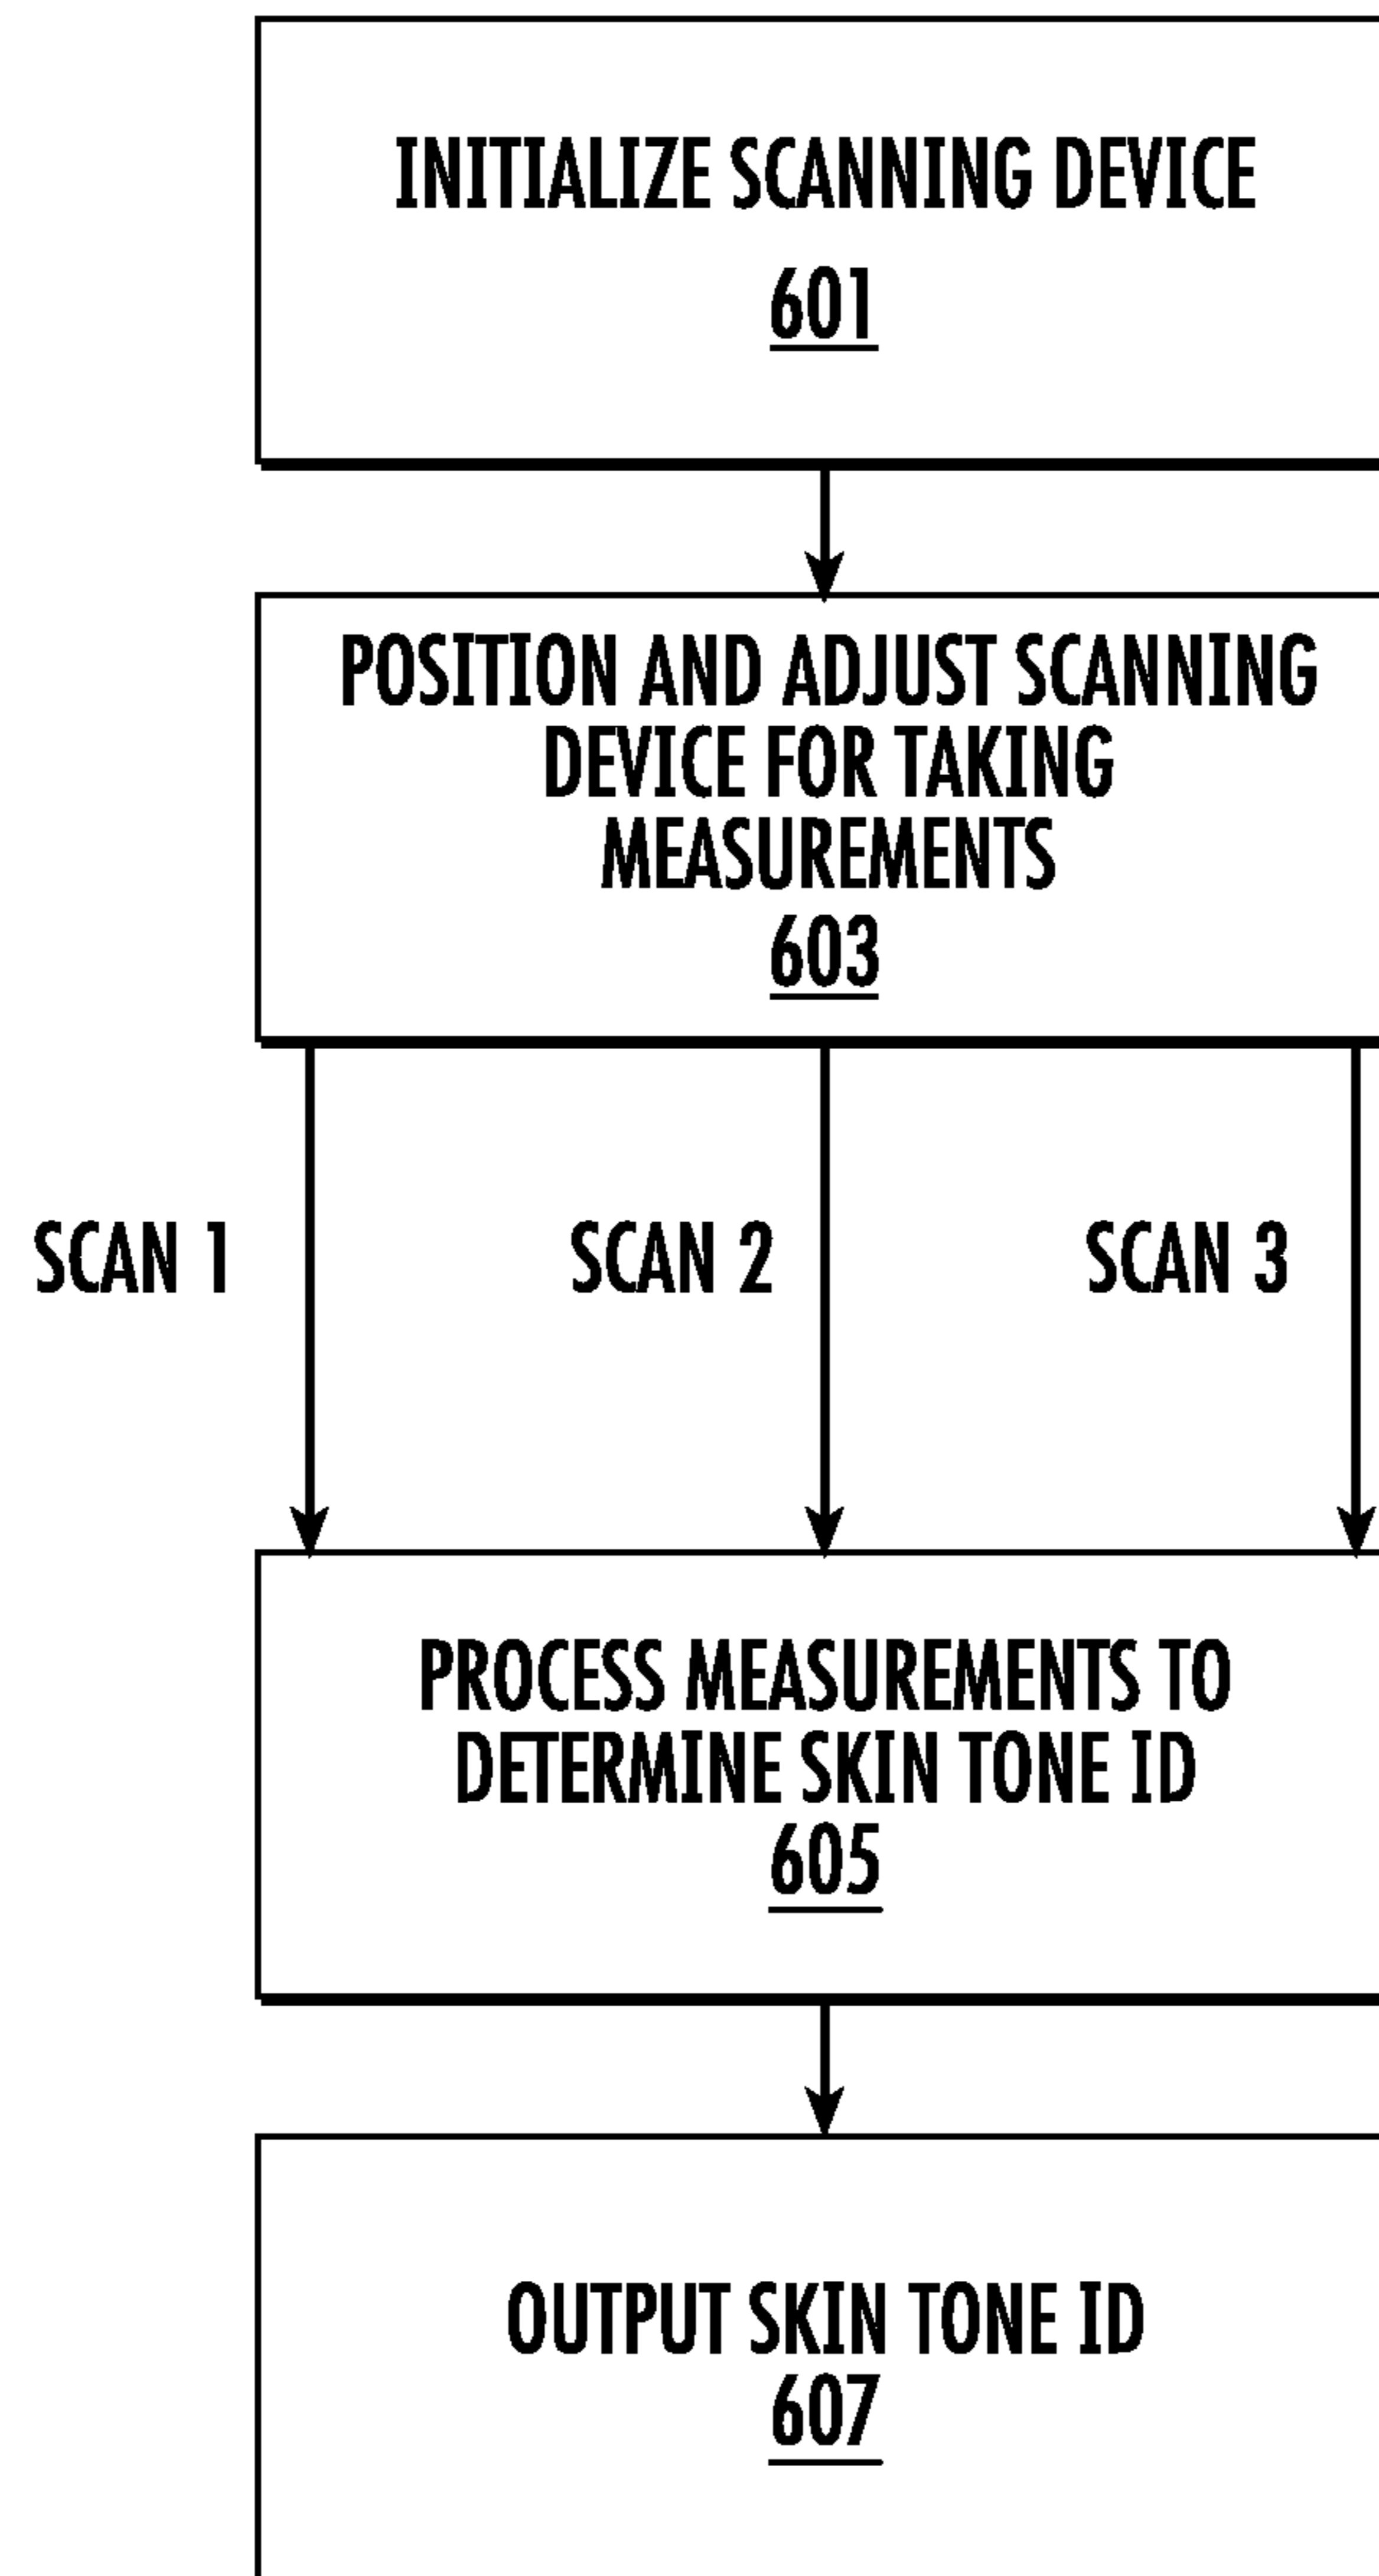 INITIALIZE SCANNING DEVICE
601
POSITION AND ADJUST SCANNING
DEVICE FOR TAKING
MEASUREMENTS
603
SCAN 1
SCAN 2
SCAN 3
PROCESS MEASUREMENTS TO
DETERMINE SKIN TONE ID
605
OUTPUT SKIN TONE ID
607